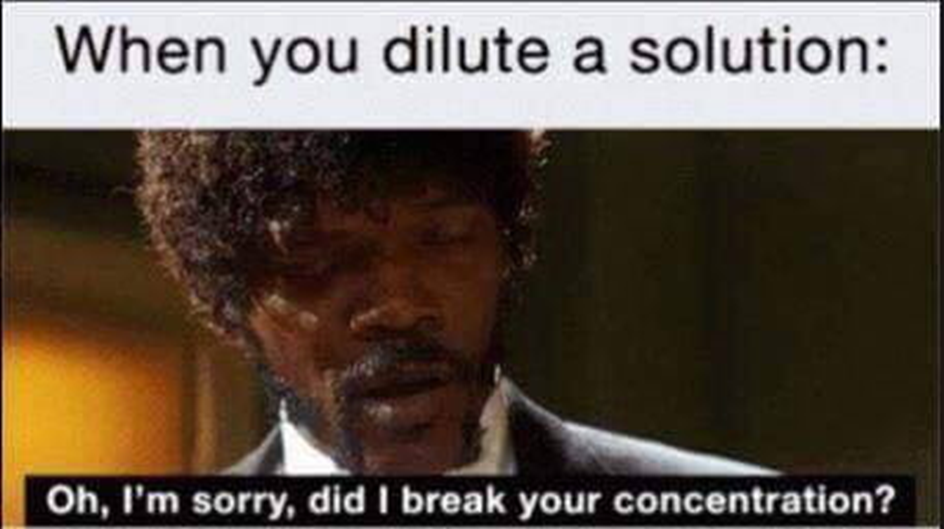 When you dilute a solution:
Oh, I'm sorry, did I break your concentration?